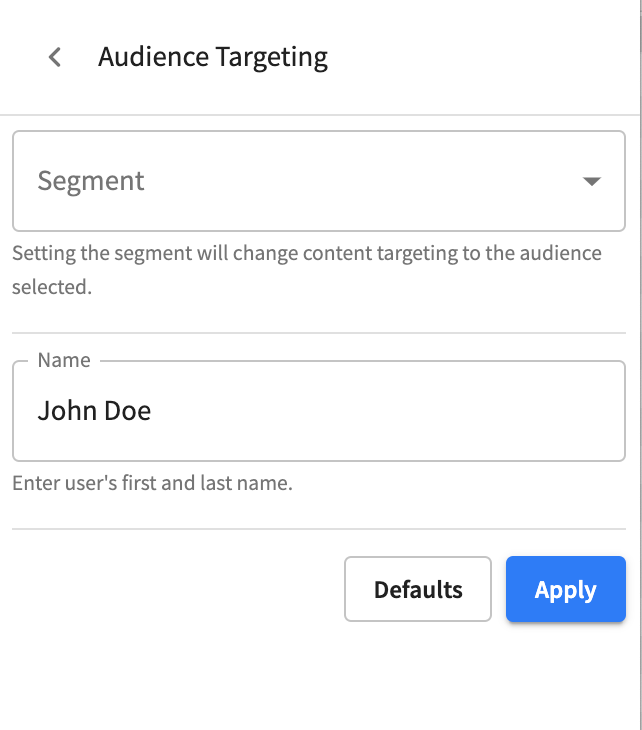 Audience Targeting
Segment
Setting the segment will change content targeting to the audience
selected.
Name
John Doe
Enter user's first and last name.
Defaults
Apply